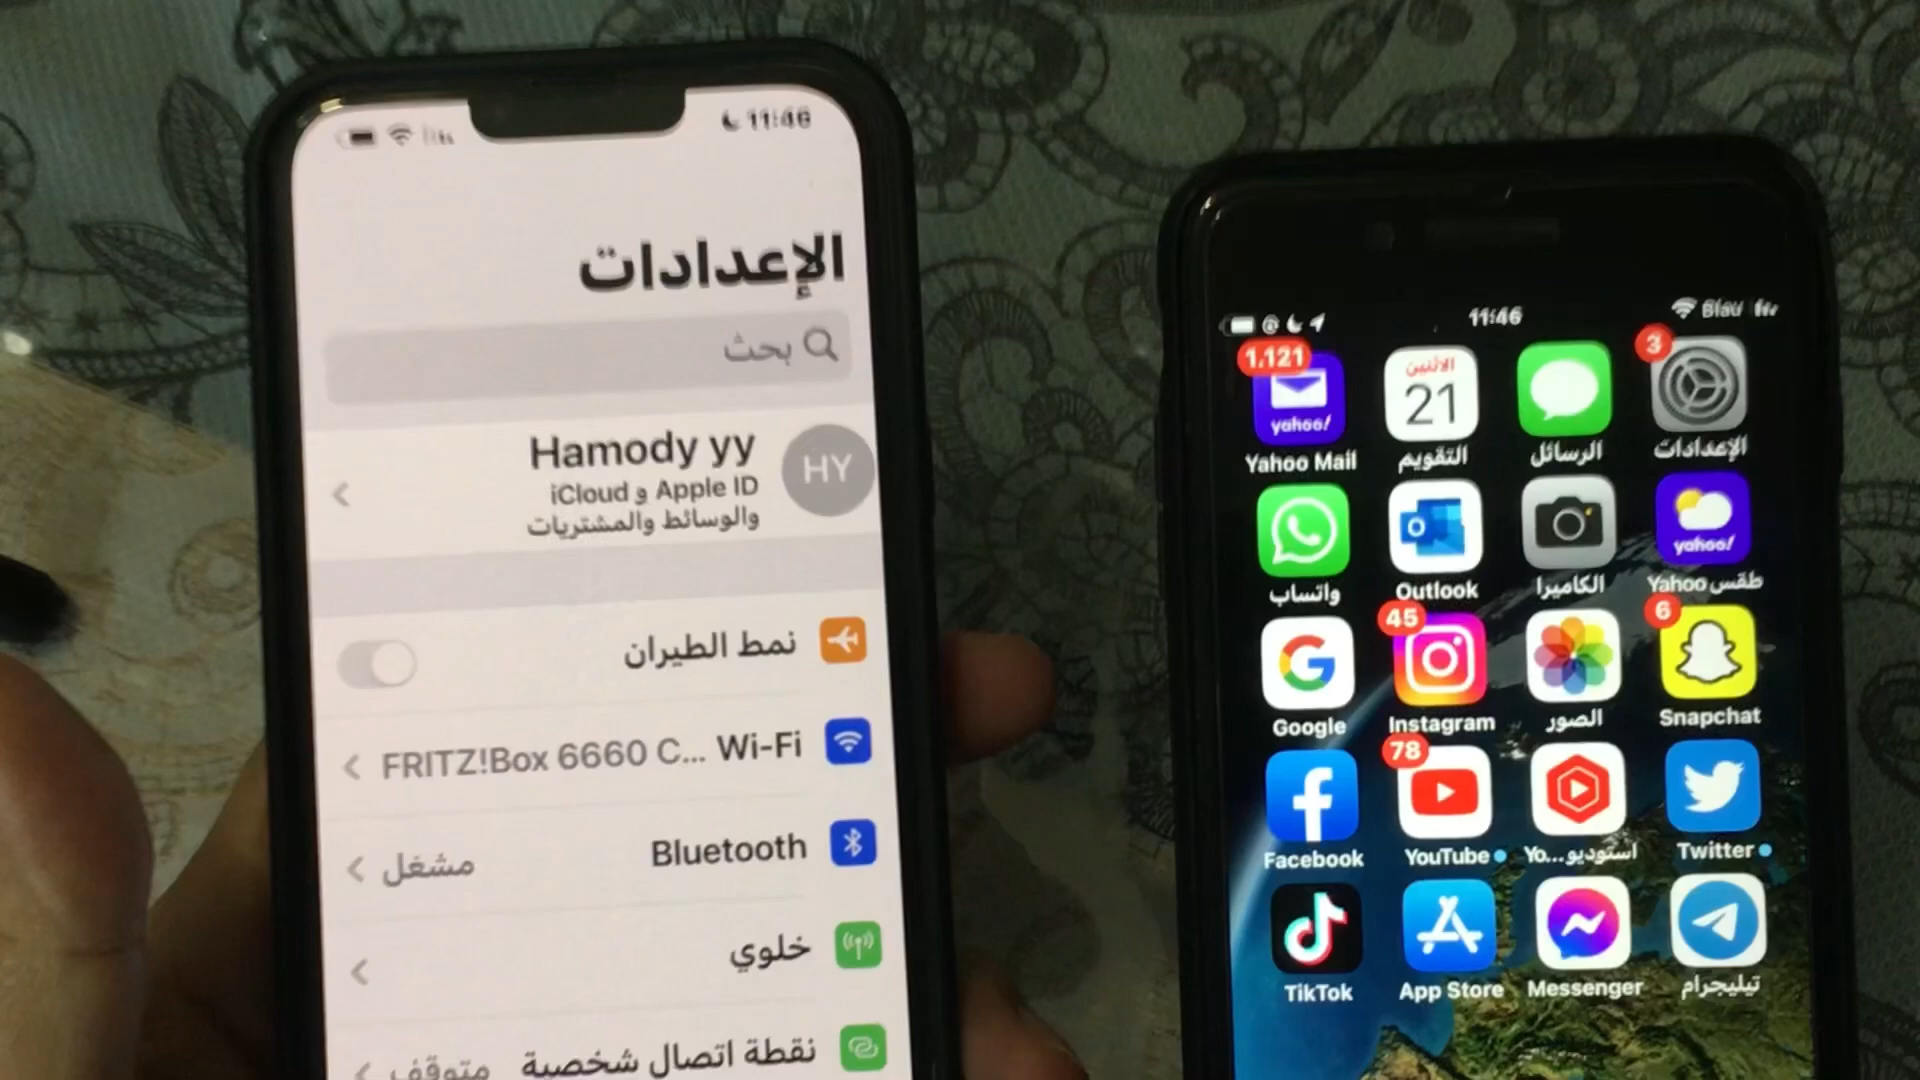 11:46
الإعدادات
بحث
Hamody yy
HY
Apple ID و iCloud
والوسائط والمشتريات
نمط الطيران
Wi-Fi FRITZ!Box 6660 C...
Bluetooth مشغل
خلوي
نقطة اتصال شخصية متوقف
Blau 11:46
3 1,121
الاثنين
21
yahoo!
الإعدادات الرسائل التقويم Yahoo Mail
yahoo!
طقس Yahoo الكاميرا Outlook واتساب
6 45
Snapchat الصور Instagram Google
78
Twitter استوديو...Yo YouTube Facebook
تيليجرام Messenger App Store TikTok